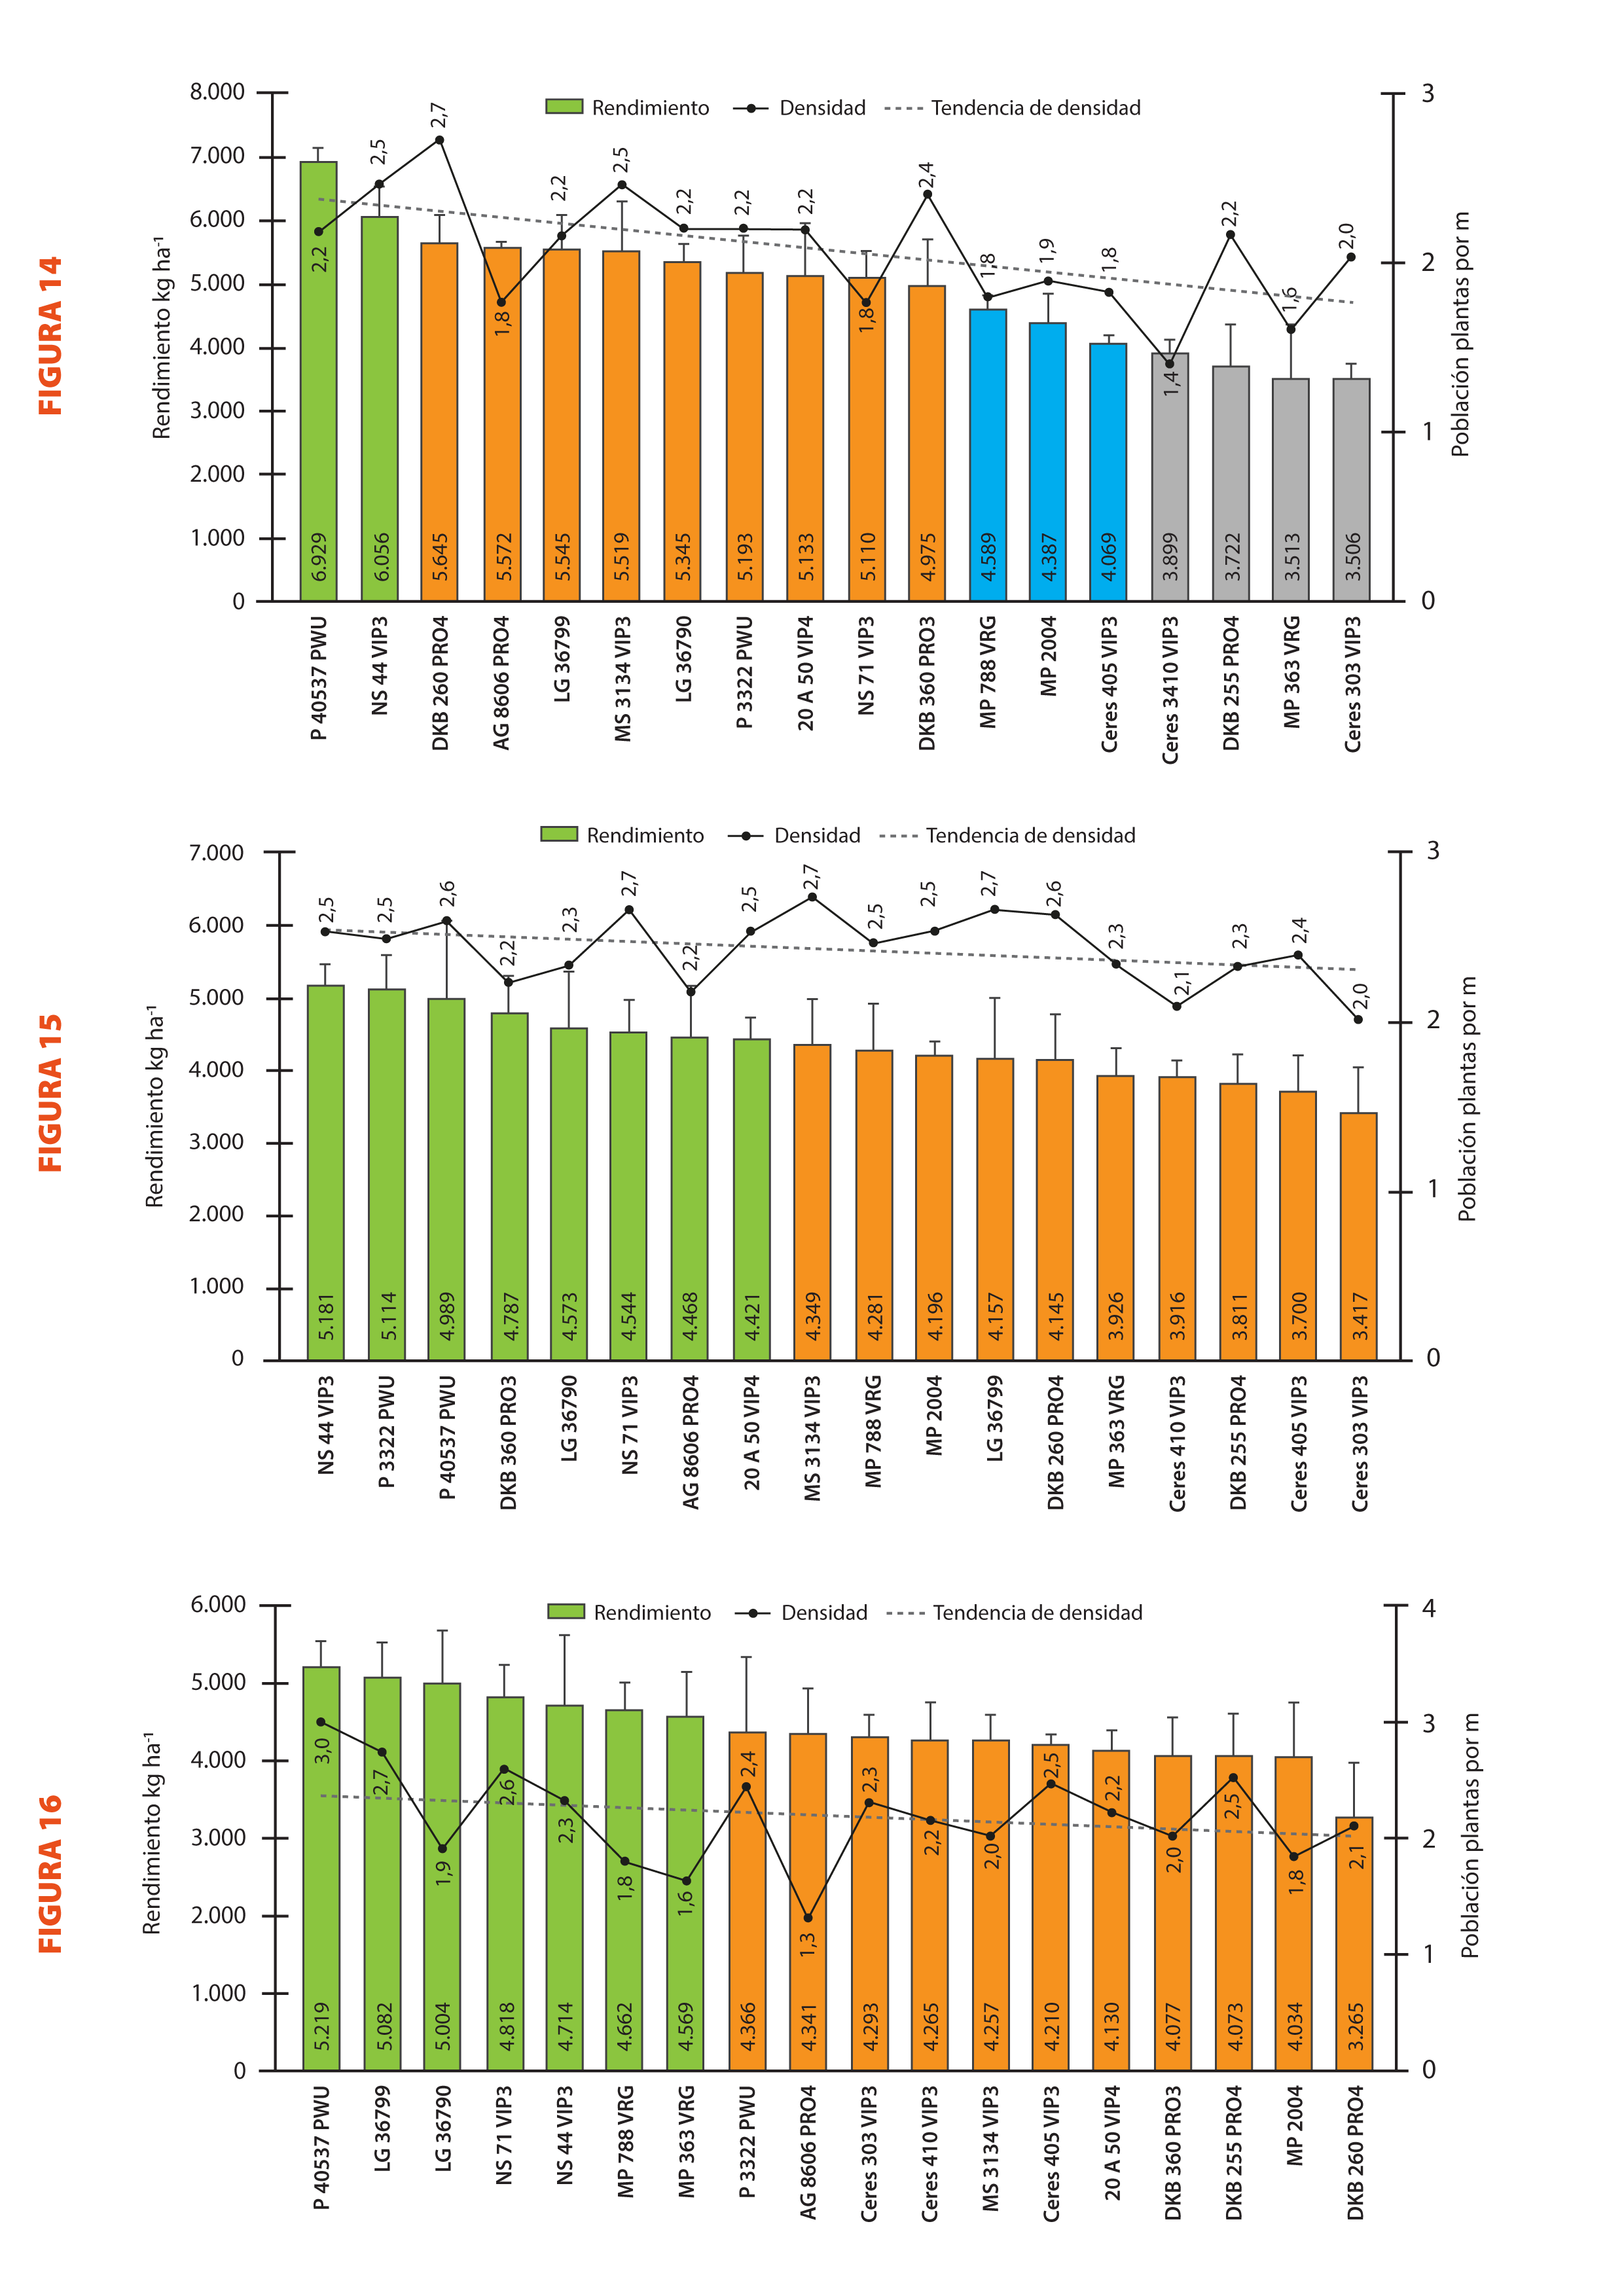 FIGURA 14
Rendimiento
Densidad
Tendencia de densidad
Rendimiento kg ha-1
8.000
7.000
6.000
5.000
4.000
3.000
2.000
1.000
0
2,2
2,5
2,7
1,8
2,2
2,5
2,2
2,2
2,2
1,8
2,4
1,8
1,9
1,8
1,4
2,2
1,6
2,0
6.929
6.056
5.645
5.572
5.545
5.519
5.345
5.193
5.133
5.110
4.975
4.589
4.387
4.069
3.899
3.722
3.513
3.506
3
2
1
0
Población plantas por m
P 40537 PWU
NS 44 VIP3
DKB 260 PRO4
AG 8606 PRO4
LG 36799
MS 3134 VIP3
LG 36790
P 3322 PWU
20 A 50 VIP4
NS 71 VIP3
DKB 360 PRO3
MP 788 VRG
MP 2004
Ceres 405 VIP3
Ceres 3410 VIP3
DKB 255 PRO4
MP 363 VRG
Ceres 303 VIP3
FIGURA 15
Rendimiento
Densidad
Tendencia de densidad
Rendimiento kg ha-1
7.000
6.000
5.000
4.000
3.000
2.000
1.000
0
2,5
2,5
2,6
2,2
2,3
2,7
2,2
2,5
2,7
2,5
2,5
2,7
2,6
2,3
2,1
2,3
2,4
2,0
5.181
5.114
4.989
4.787
4.573
4.544
4.468
4.421
4.349
4.281
4.196
4.157
4.145
3.926
3.916
3.811
3.700
3.417
3
2
1
0
Población plantas por m
NS 44 VIP3
P 3322 PWU
P 40537 PWU
DKB 360 PRO3
LG 36790
NS 71 VIP3
AG 8606 PRO4
20 A 50 VIP4
MS 3134 VIP3
MP 788 VRG
MP 2004
LG 36799
DKB 260 PRO4
MP 363 VRG
Ceres 410 VIP3
DKB 255 PRO4
Ceres 405 VIP3
Ceres 303 VIP3
FIGURA 16
Rendimiento
Densidad
Tendencia de densidad
Rendimiento kg ha-1
6.000
5.000
4.000
3.000
2.000
1.000
0
3,0
2,7
1,9
2,6
2,3
1,8
1,6
2,4
1,3
2,3
2,2
2,0
2,5
2,2
2,0
2,5
1,8
2,1
5.219
5.082
5.004
4.818
4.714
4.662
4.569
4.366
4.341
4.293
4.265
4.257
4.210
4.130
4.077
4.073
4.034
3.265
4
3
2
1
0
Población plantas por m
P 40537 PWU
LG 36799
LG 36790
NS 71 VIP3
NS 44 VIP3
MP 788 VRG
MP 363 VRG
P 3322 PWU
AG 8606 PRO4
Ceres 303 VIP3
Ceres 410 VIP3
MS 3134 VIP3
Ceres 405 VIP3
20 A 50 VIP4
DKB 360 PRO3
DKB 255 PRO4
MP 2004
DKB 260 PRO4